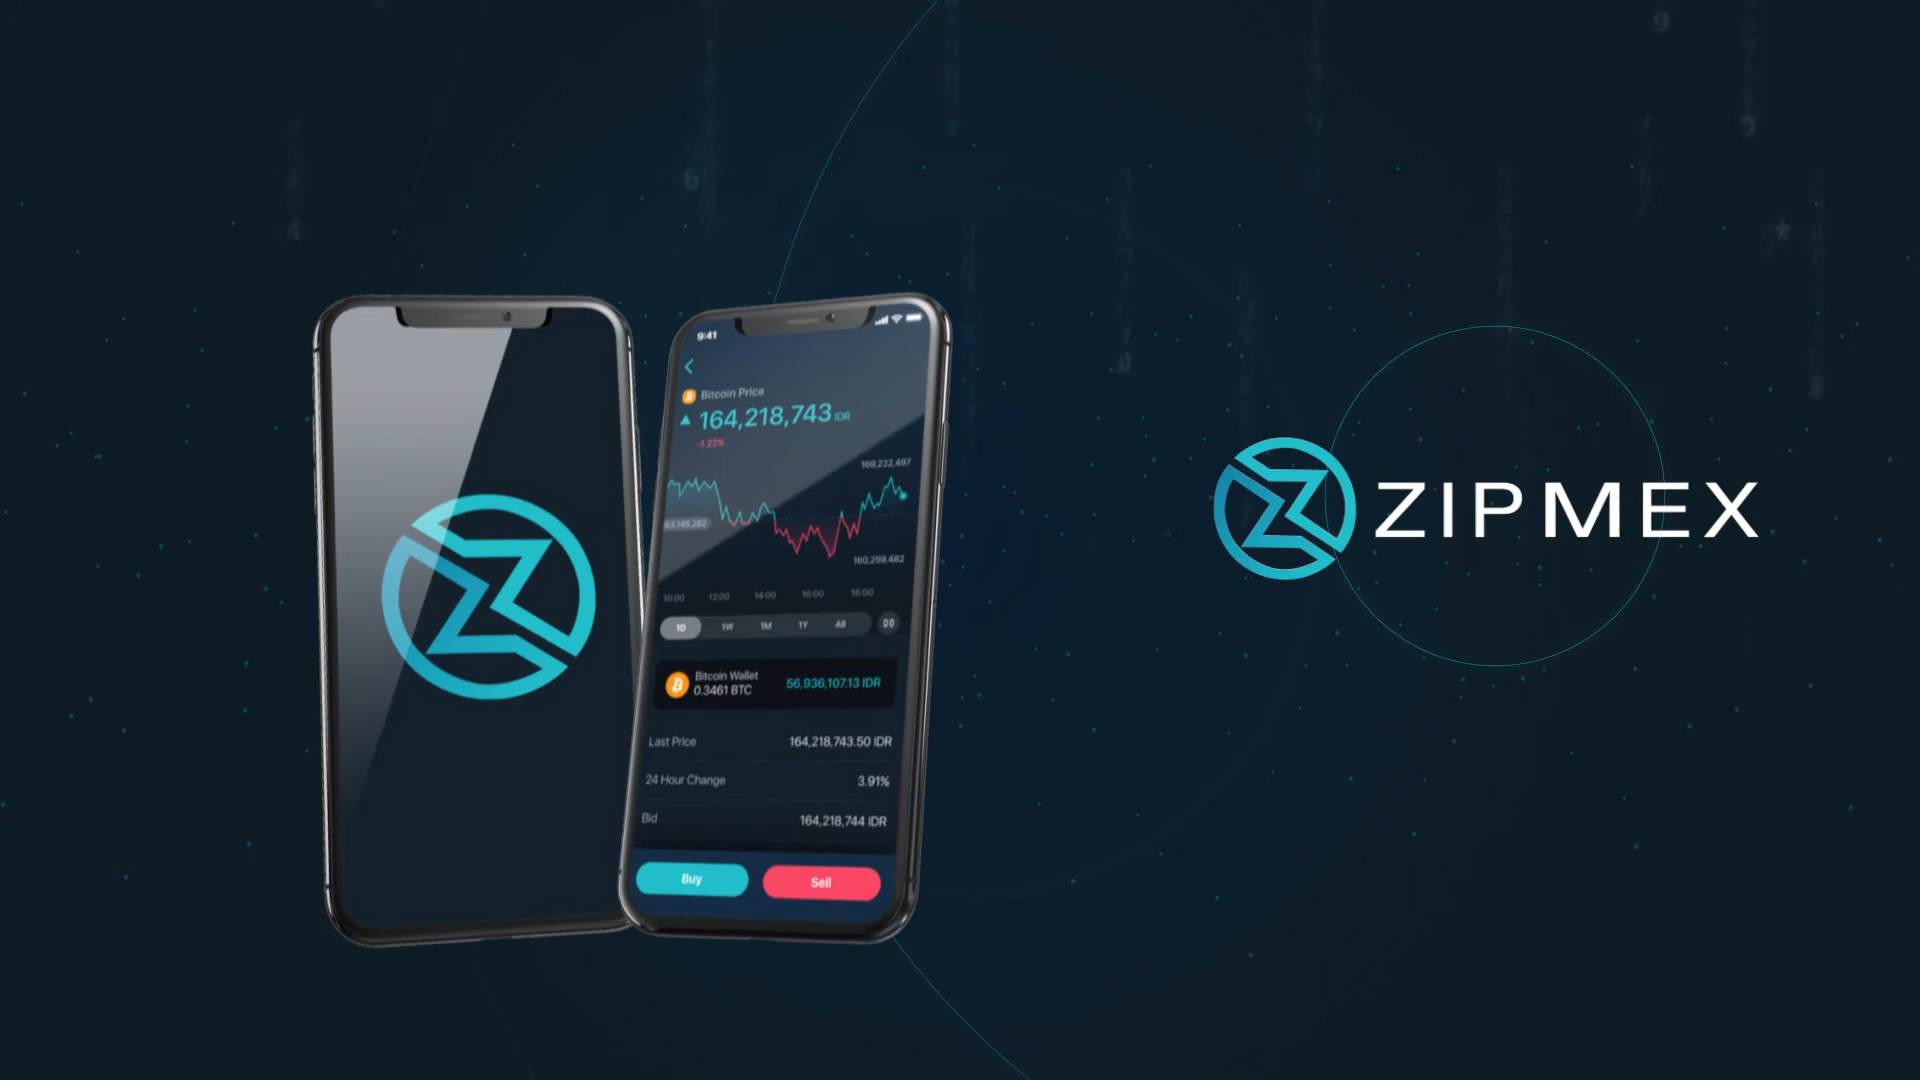 9:41
Bitcoin Price
164,218,743 IDR
-1.22%
169,232,497
63,145,262
160,259,482
10:00 12:00 14:00 16:00 18:00
1D 1W 1M 1Y All
Bitcoin Wallet
0.3461 BTC
56,936,107.13 IDR
Last Price 164,218,743.50 IDR
24 Hour Change 3.91%
Bid 164,218,744 IDR
Buy Sell
ZIPMEX